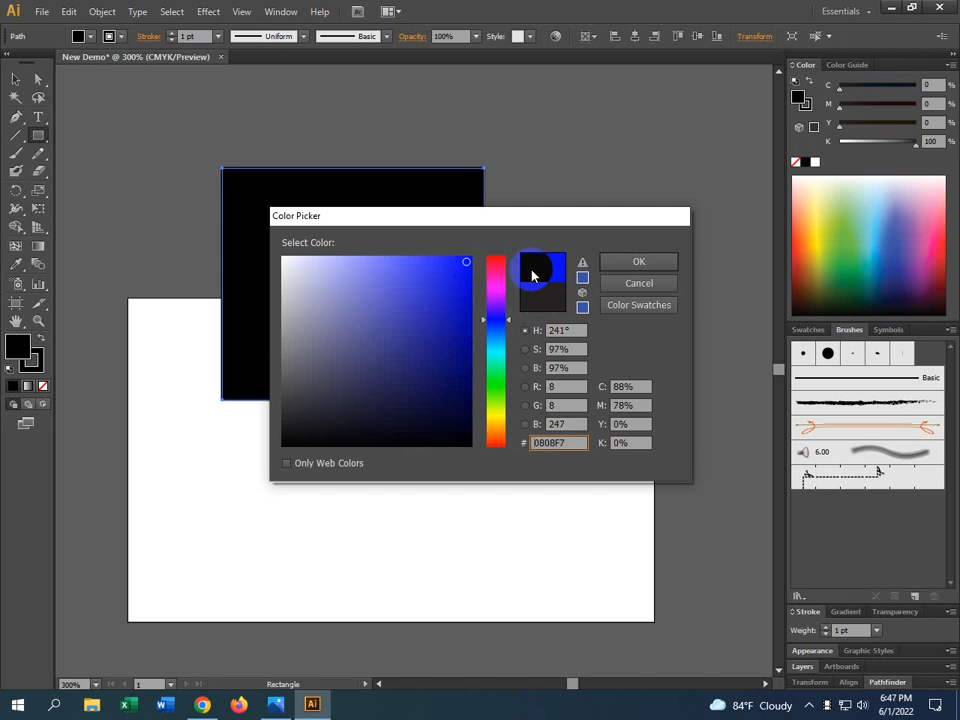 Ai File Edit Object Type Select Effect View Window Help Br Essentials
Path Stroke: 1 pt Uniform Basic Opacity: 100% Style: Transform
New Demo* @ 300% (CMYK/Preview) ×
Color Color Guide
C 0 %
M 0 %
Y 0 %
K 100 %
Color Picker
Select Color:
OK
Cancel
Color Swatches
H: 241°
S: 97%
B: 97%
R: 8 C: 88%
G: 8 M: 78%
B: 247 Y: 0%
# 0808F7 K: 0%
Only Web Colors
Swatches Brushes Symbols
Basic
6.00
Stroke Gradient Transparency
Weight: 1 pt
Appearance Graphic Styles
Layers Artboards
Transform Align Pathfinder
300% 1 Rectangle
84°F Cloudy
6:47 PM
6/1/2022